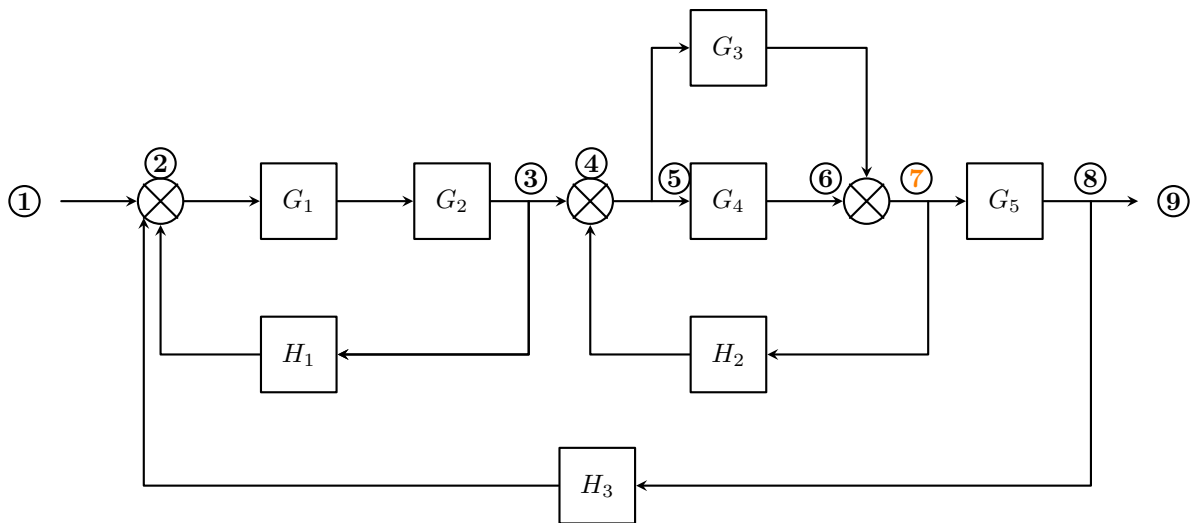 G₃
② ③ ④ ⑤ ⑥ ⑦ ⑧
① G₁ G₂ G₄ G₅ ⑨
H₁ H₂
H₃